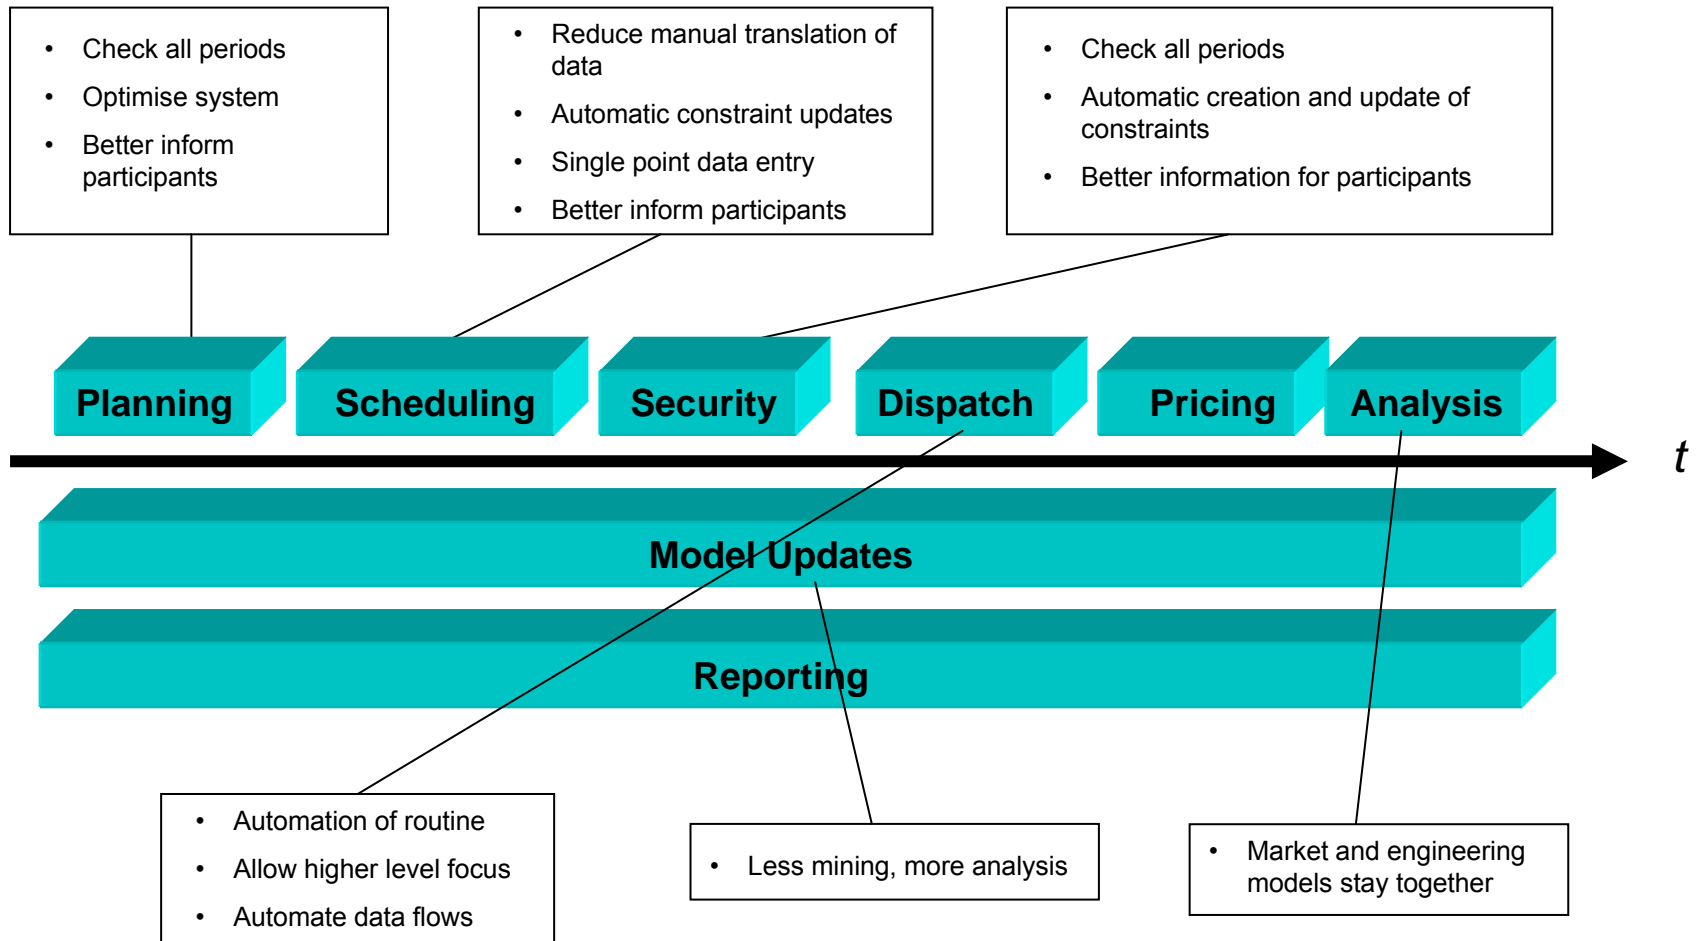 • Check all periods
• Optimise system
• Better inform
participants
• Reduce manual translation of
data
• Automatic constraint updates
• Single point data entry
• Better inform participants
• Check all periods
• Automatic creation and update of
constraints
• Better information for participants
Planning
Scheduling
Security
Dispatch
Pricing
Analysis
t
Model Updates
Reporting
• Automation of routine
• Allow higher level focus
• Automate data flows
• Less mining, more analysis
• Market and engineering
models stay together